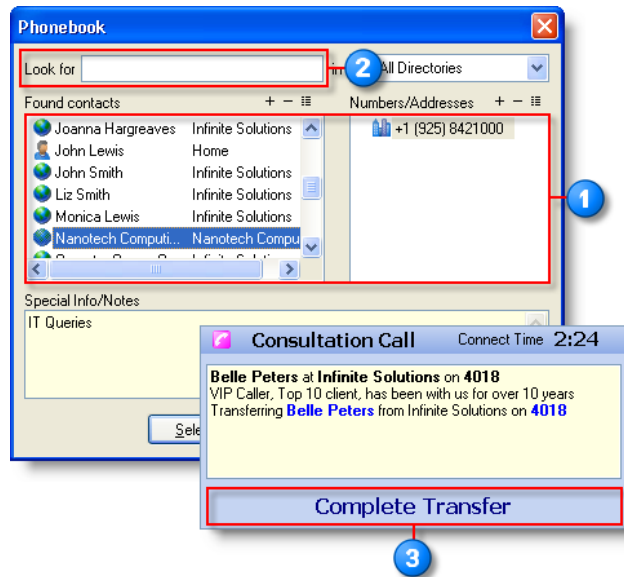 Phonebook
Look for
2
All Directories
Found contacts + −
Numbers/Addresses + −
Joanna Hargreaves Infinite Solutions
+1 (925) 8421000
John Lewis Home
John Smith Infinite Solutions
Liz Smith Infinite Solutions
1
Monica Lewis Infinite Solutions
Nanotech Computi... Nanotech Compu
Special Info/Notes
IT Queries
Consultation Call Connect Time 2:24
Belle Peters at Infinite Solutions on 4018
VIP Caller, Top 10 client, has been with us for over 10 years
Transferring Belle Peters from Infinite Solutions on 4018
Sele
Complete Transfer
3